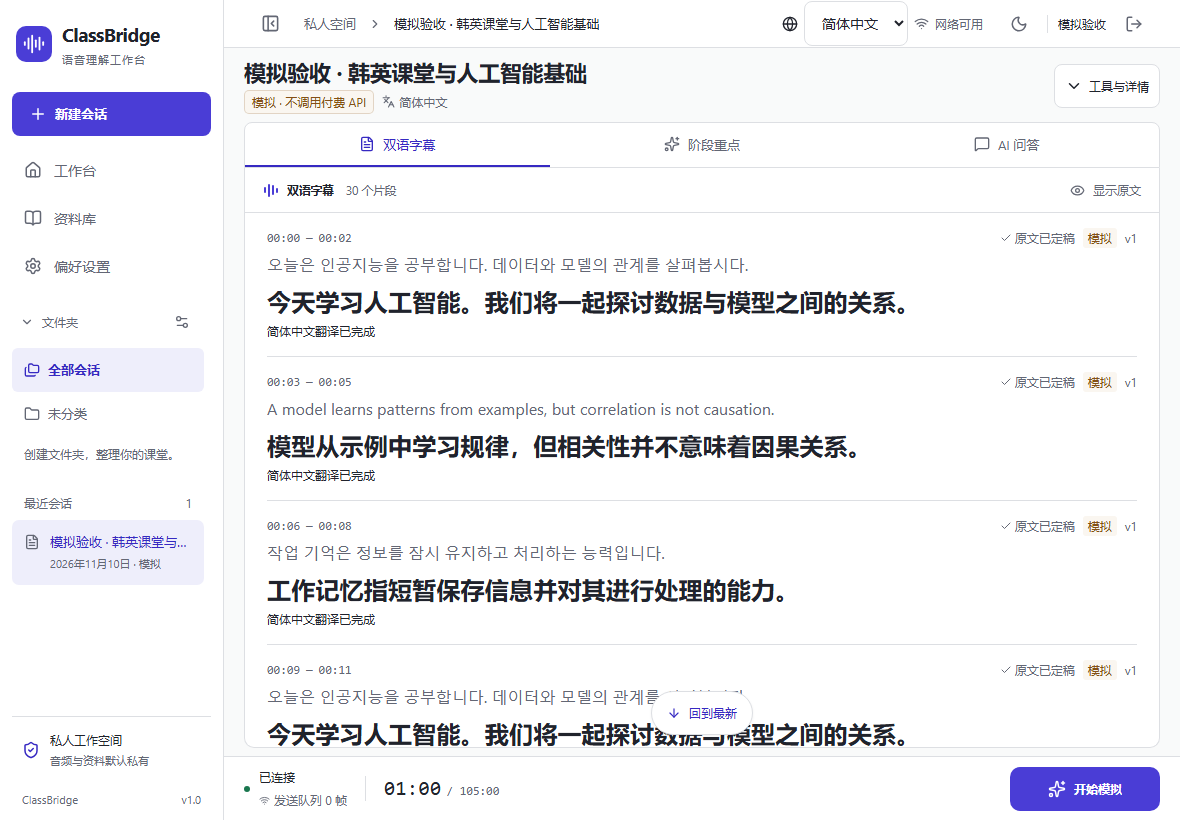 ClassBridge
语音理解工作台
新建会话
工作台
资料库
偏好设置
文件夹
全部会话
未分类
创建文件夹，整理你的课堂。
最近会话 1
模拟验收 · 韩英课堂与...
2026年11月10日 · 模拟
私人工作空间
音频与资料默认私有
ClassBridge v1.0
私人空间 > 模拟验收 · 韩英课堂与人工智能基础
简体中文 网络可用 模拟验收
模拟验收 · 韩英课堂与人工智能基础
模拟 · 不调用付费 API 简体中文
工具与详情
双语字幕 阶段重点 AI 问答
双语字幕 30 个片段 显示原文
00:00 — 00:02 原文已定稿 模拟 v1
오늘은 인공지능을 공부합니다. 데이터와 모델의 관계를 살펴봅시다.
今天学习人工智能。我们将一起探讨数据与模型之间的关系。
简体中文翻译已完成
00:03 — 00:05 原文已定稿 模拟 v1
A model learns patterns from examples, but correlation is not causation.
模型从示例中学习规律，但相关性并不意味着因果关系。
简体中文翻译已完成
00:06 — 00:08 原文已定稿 模拟 v1
작업 기억은 정보를 잠시 유지하고 처리하는 능력입니다.
工作记忆指短暂保存信息并对其进行处理的能力。
简体中文翻译已完成
00:09 — 00:11 原文已定稿 模拟 v1
오늘은 인공지능을 공부합니다. 데이터와 모델의 관계를
今天学习人工智能。我们将一起探讨数据与模型之间的关系。
回到最新
已连接
发送队列 0 帧
01:00 / 105:00
开始模拟